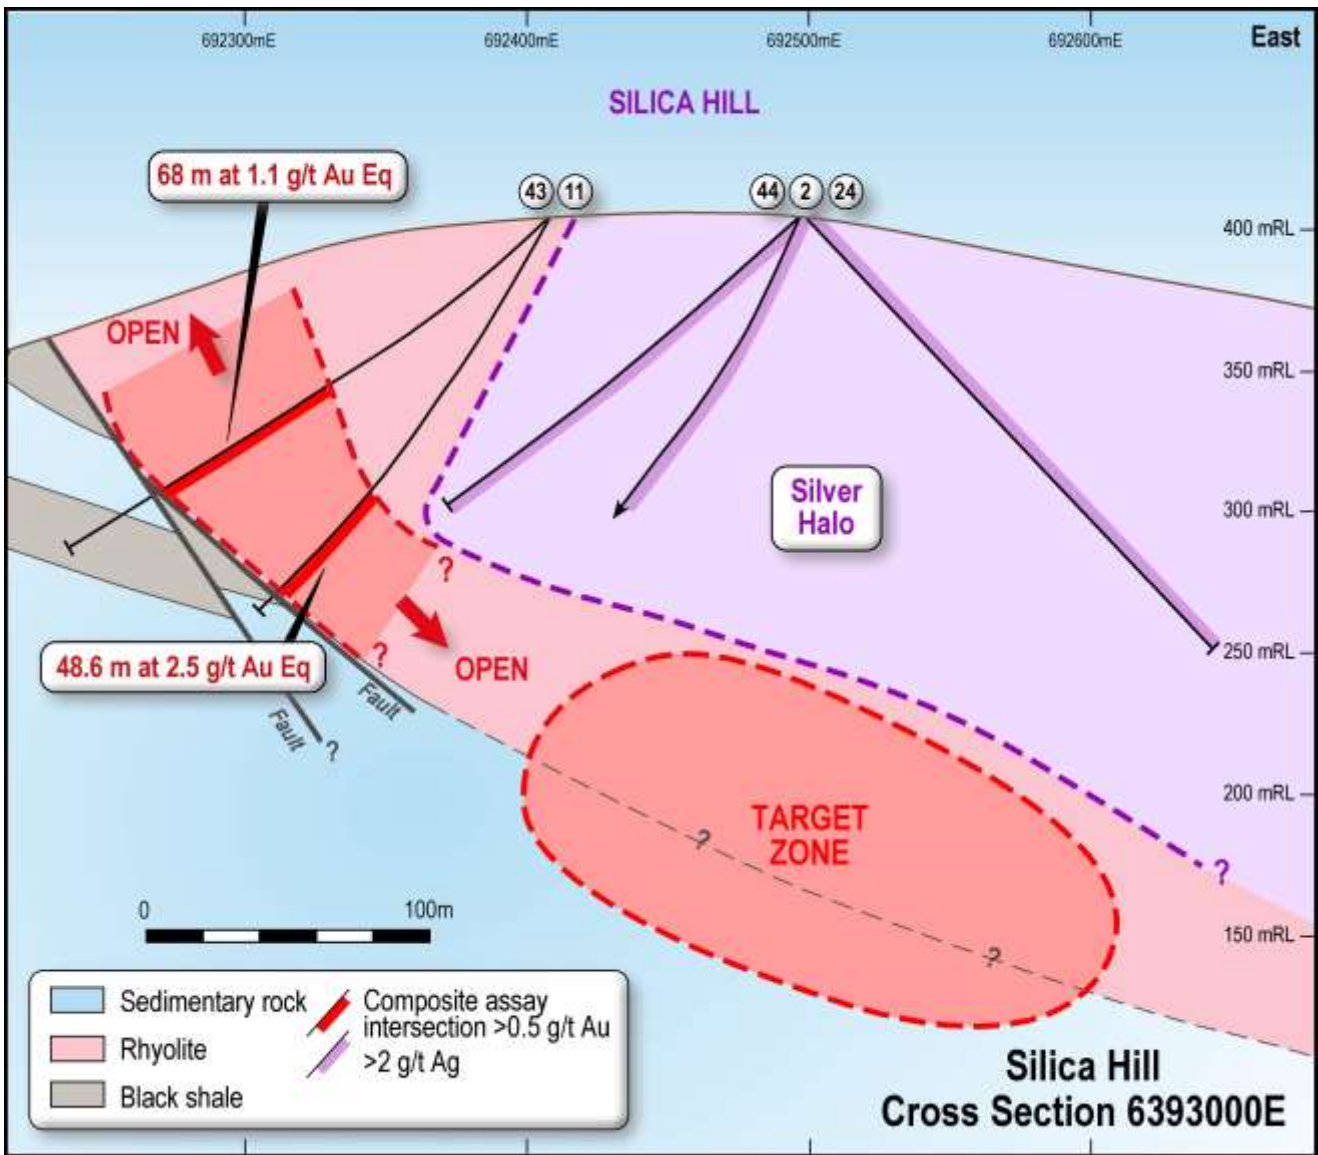 692300mE
692400mE
692500mE
692600mE
East
SILICA HILL
68 m at 1.1 g/t Au Eq
43
11
44
2
24
400 mRL
OPEN
350 mRL
Silver
Halo
300 mRL
?
48.6 m at 2.5 g/t Au Eq
?
OPEN
250 mRL
Fault
Fault
?
200 mRL
TARGET
ZONE
?
?
0
100m
150 mRL
?
Sedimentary rock
Rhyolite
Black shale
Composite assay
intersection >0.5 g/t Au
>2 g/t Ag
Silica Hill
Cross Section 6393000E